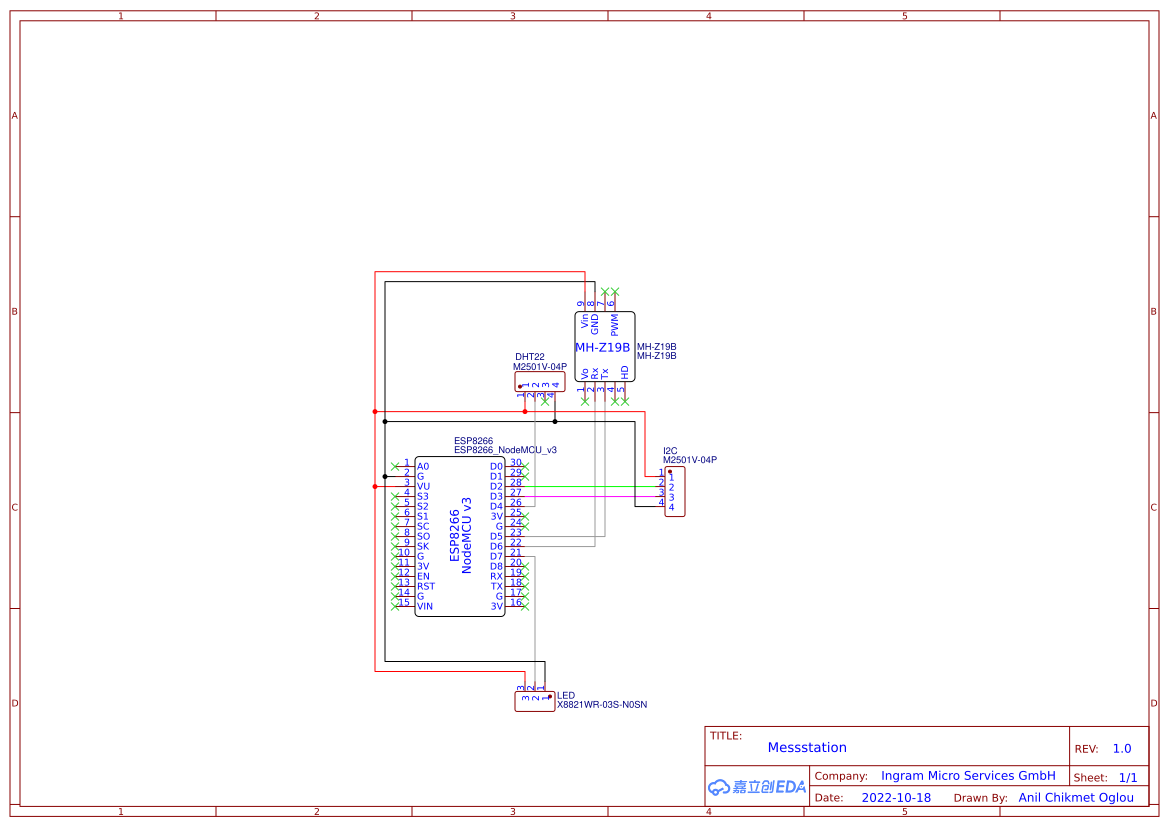 1 2 3 4 5
A A
B B
C C
D D
9 8 7 6
Vin GND PWM
MH-Z19B
MH-Z19B
MH-Z19B
Vo Rx Tx HD
1 2 3 4 5
DHT22
M2501V-04P
1 2 3 4
1 2 3 4
ESP8266
ESP8266_NodeMCU_v3
ESP8266
NodeMCU v3
1 A0 D0 30
2 G D1 29
3 VU D2 28
4 S3 D3 27
5 S2 D4 26
6 S1 3V 25
7 SC G 24
8 SO D5 23
9 SK D6 22
10 G D7 21
11 3V D8 20
12 EN RX 19
13 RST TX 18
14 G G 17
15 VIN 3V 16
I2C
M2501V-04P
1 1
2 2
3 3
4 4
3 2 1
3 2 1
LED
X8821WR-03S-N0SN
TITLE:
Messstation
REV: 1.0
嘉立创EDA
Company: Ingram Micro Services GmbH
Sheet: 1/1
Date: 2022-10-18 Drawn By: Anil Chikmet Oglou
1 2 3 4 5